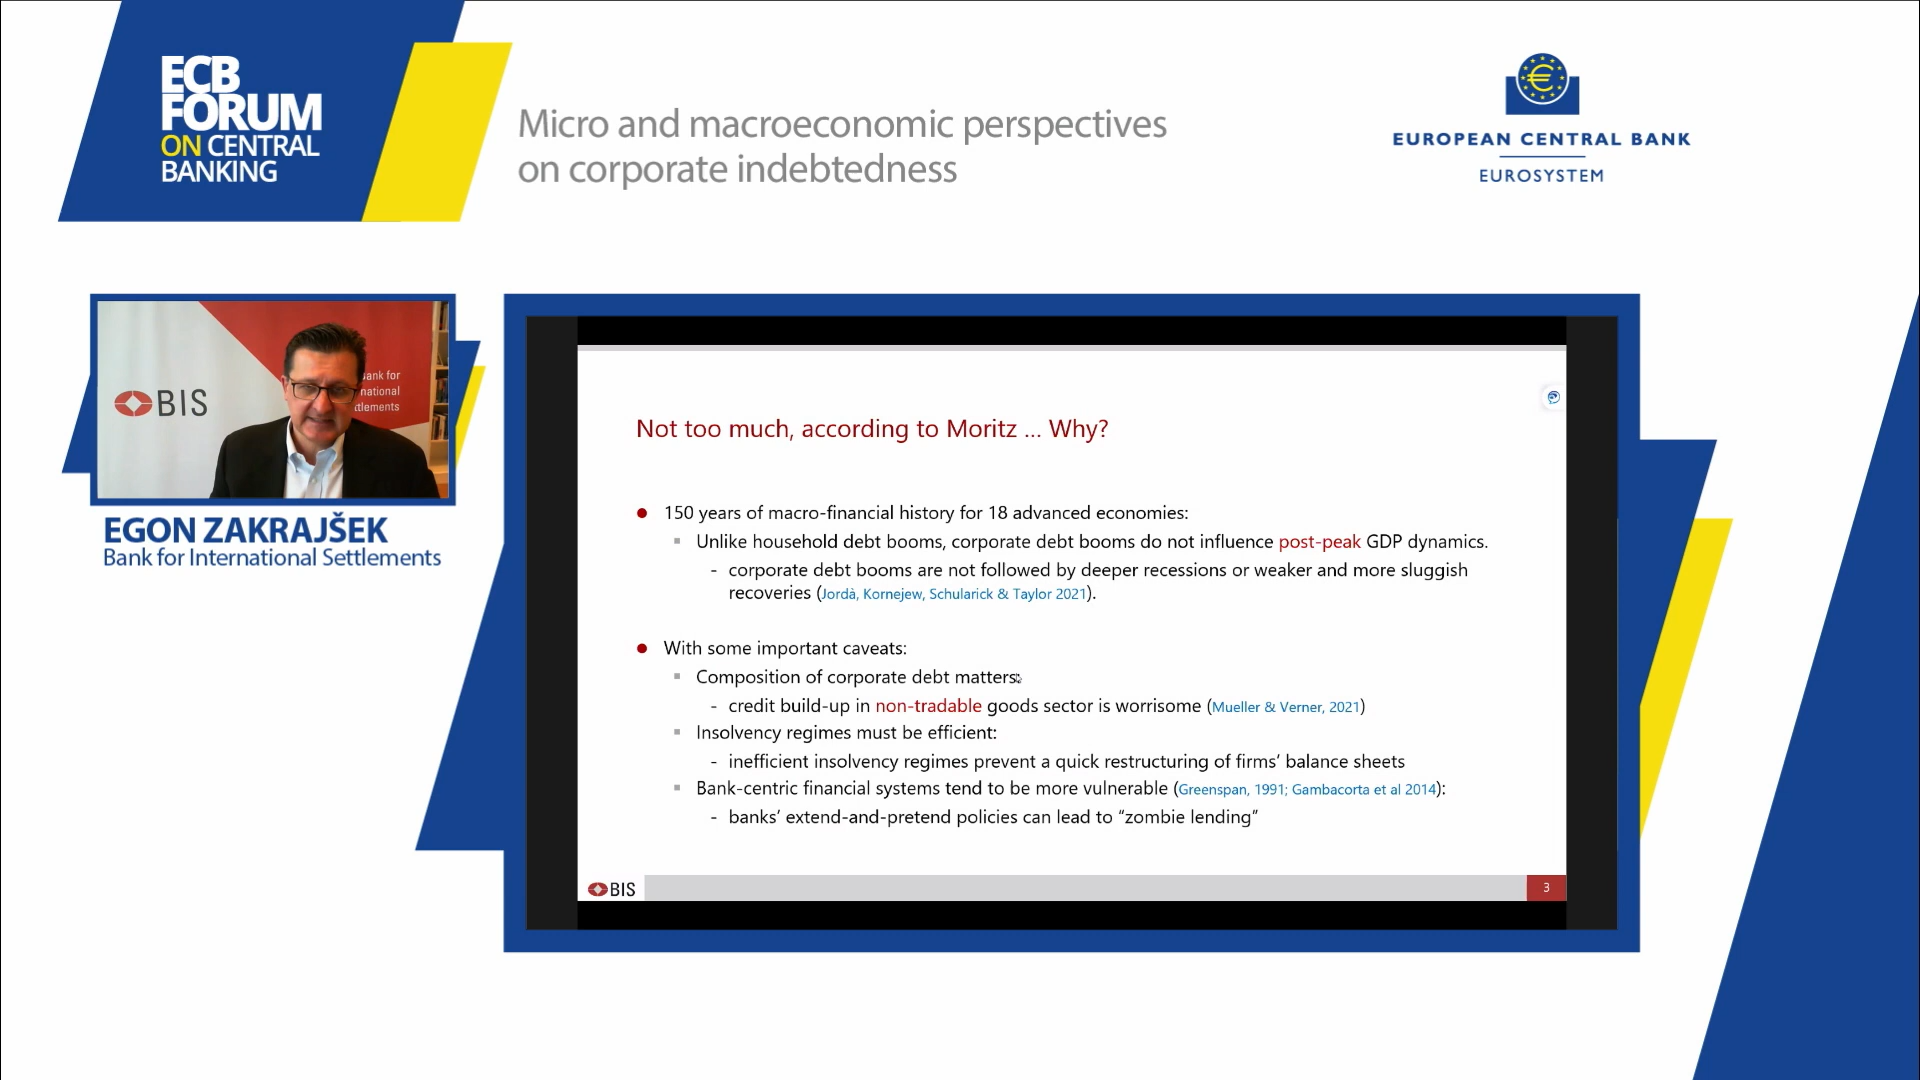 ECB
FORUM
ON CENTRAL
BANKING
Micro and macroeconomic perspectives
on corporate indebtedness
EUROPEAN CENTRAL BANK
EUROSYSTEM
BIS
EGON ZAKRAJŠEK
Bank for International Settlements
Not too much, according to Moritz ... Why?
● 150 years of macro-financial history for 18 advanced economies:
▪ Unlike household debt booms, corporate debt booms do not influence post-peak GDP dynamics.
- corporate debt booms are not followed by deeper recessions or weaker and more sluggish
recoveries (Jordà, Kornejew, Schularick & Taylor 2021).
● With some important caveats:
▪ Composition of corporate debt matters:
- credit build-up in non-tradable goods sector is worrisome (Mueller & Verner, 2021)
▪ Insolvency regimes must be efficient:
- inefficient insolvency regimes prevent a quick restructuring of firms’ balance sheets
▪ Bank-centric financial systems tend to be more vulnerable (Greenspan, 1991; Gambacorta et al 2014):
- banks’ extend-and-pretend policies can lead to “zombie lending”
BIS
3